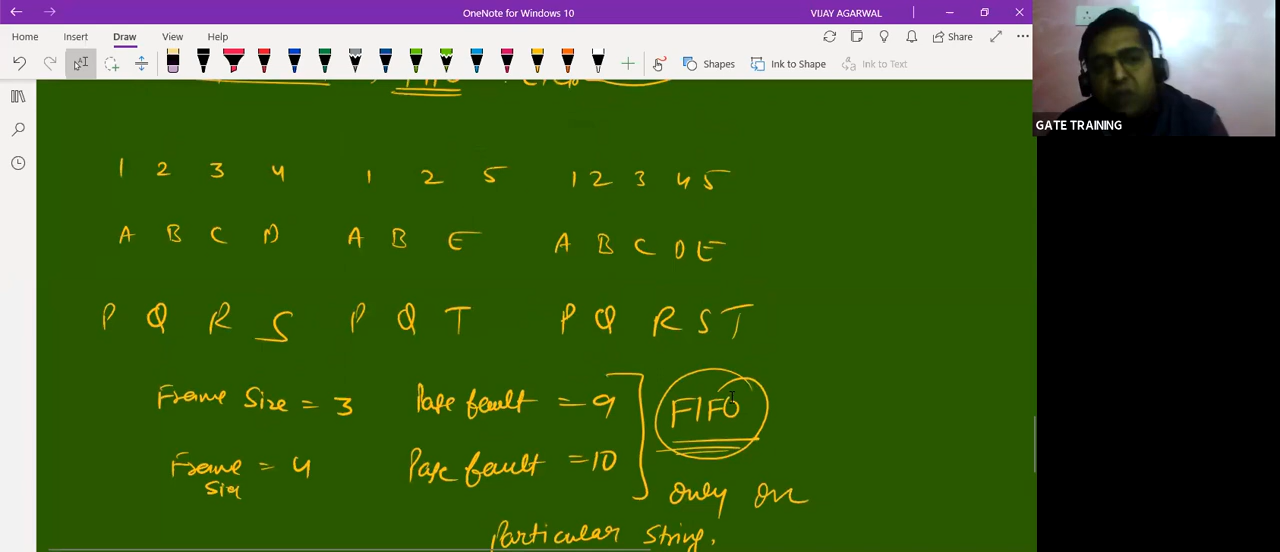 OneNote for Windows 10
VIJAY AGARWAL
Home Insert Draw View Help
Share
Shapes Ink to Shape Ink to Text
GATE TRAINING
FIFO
1 2 3 4 1 2 5 1 2 3 4 5
A B C D A B E A B C D E
P Q R S P Q T P Q R S T
Frame Size = 3 Page fault = 9 FIFO
Frame = 4 Page fault = 10
Size
only on
particular string.